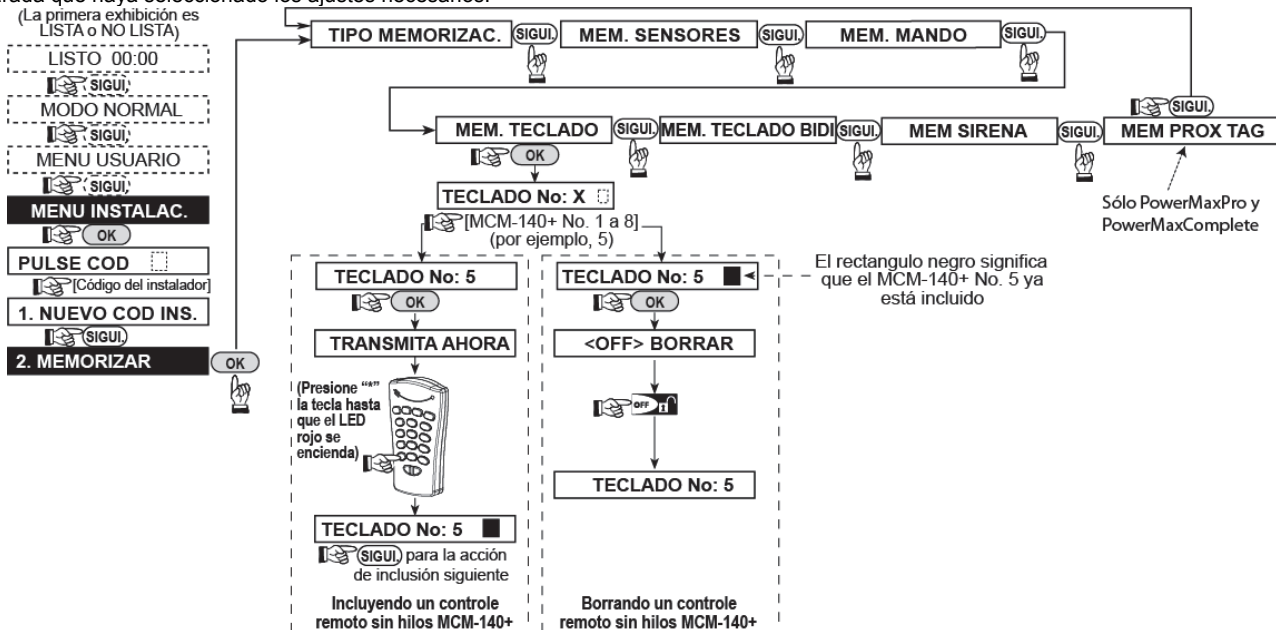 que haya seleccionado los ajustes necesarios.
(La primera exhibición es
LISTA o NO LISTA)
LISTO 00:00
SIGUI.
MODO NORMAL
SIGUI.
MENU USUARIO
SIGUI.
MENU INSTALAC.
OK
PULSE COD
[Código del instalador]
1. NUEVO COD INS.
SIGUI.
2. MEMORIZAR
OK
TIPO MEMORIZAC.
SIGUI.
MEM. SENSORES
SIGUI.
MEM. MANDO
SIGUI.
MEM. TECLADO
SIGUI.
MEM. TECLADO BIDI
SIGUI.
MEM SIRENA
SIGUI.
MEM PROX TAG
SIGUI.
Sólo PowerMaxPro y
PowerMaxComplete
OK
TECLADO No: X
[MCM-140+ No. 1 a 8]
(por ejemplo, 5)
TECLADO No: 5
OK
TRANSMITA AHORA
(Presione "*"
la tecla hasta
que el LED
rojo se
encienda)
TECLADO No: 5
SIGUI. para la acción
de inclusión siguiente
Incluyendo un controle
remoto sin hilos MCM-140+
TECLADO No: 5
OK
<OFF> BORRAR
OFF
TECLADO No: 5
Borrando un controle
remoto sin hilos MCM-140+
El rectangulo negro significa
que el MCM-140+ No. 5 ya
está incluido